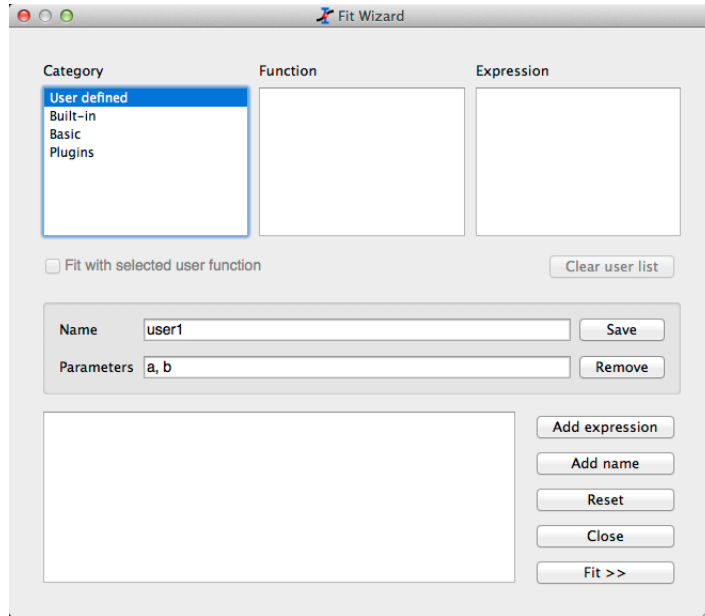 Fit Wizard
Category Function Expression
User defined
Built-in
Basic
Plugins
Fit with selected user function Clear user list
Name user1 Save
Parameters a, b Remove
Add expression
Add name
Reset
Close
Fit >>